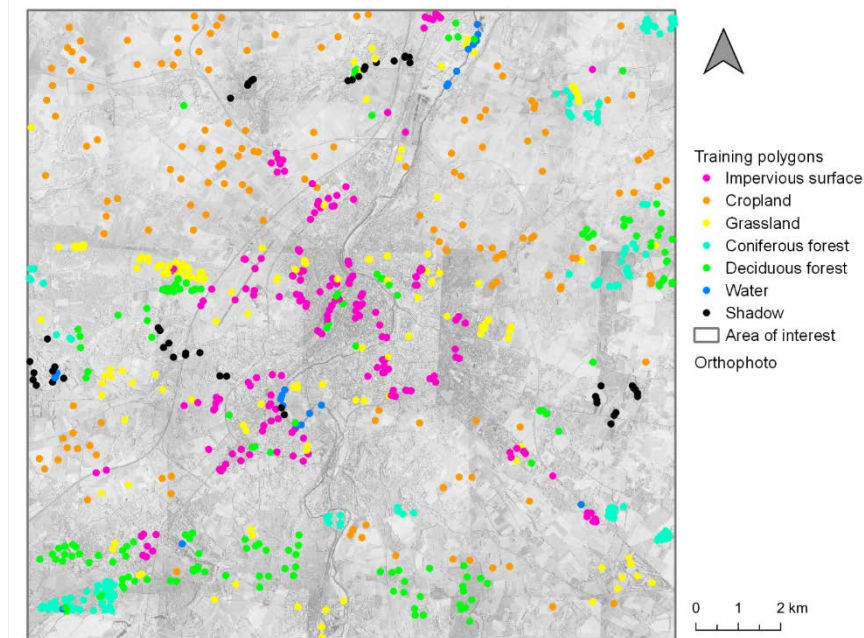 Training polygons
Impervious surface
Cropland
Grassland
Coniferous forest
Deciduous forest
Water
Shadow
Area of interest
Orthophoto
0 1 2 km